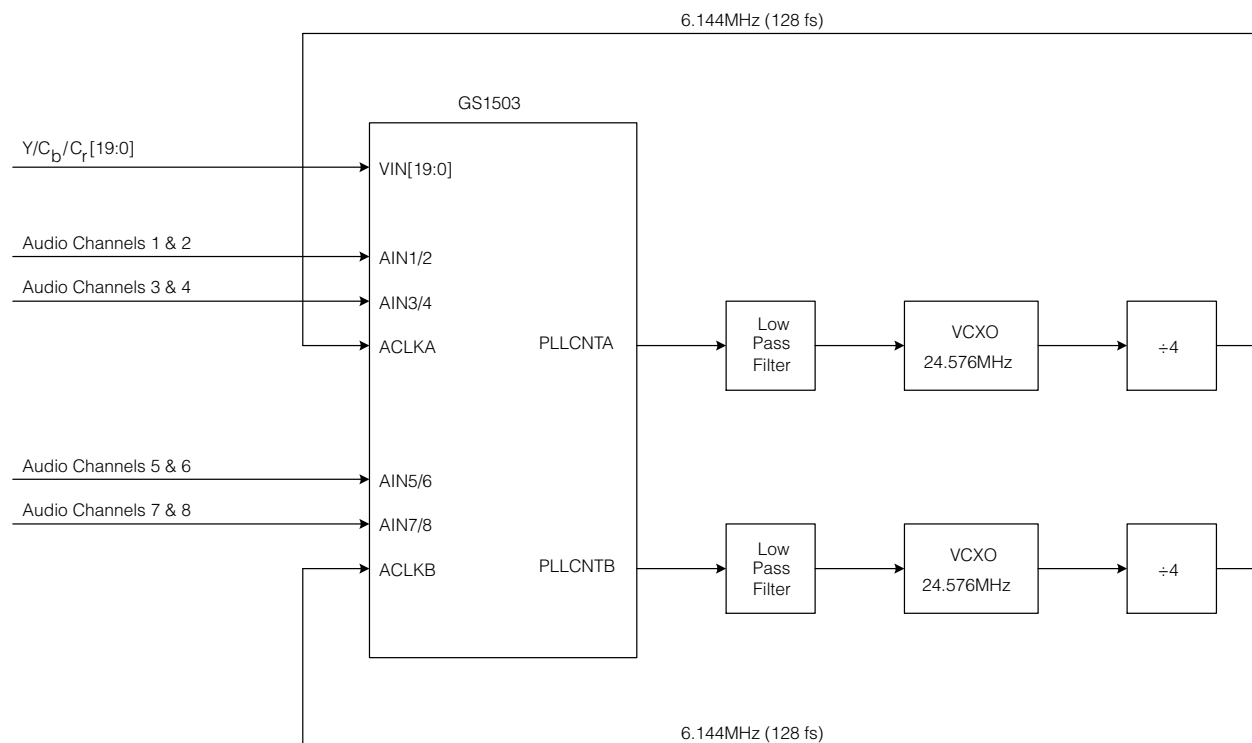 6.144MHz (128 fs)
GS1503
Y/Cb/Cr[19:0]
VIN[19:0]
Audio Channels 1 & 2
AIN1/2
Audio Channels 3 & 4
AIN3/4
ACLKA
PLLCNTA
Low
Pass
Filter
VCXO
24.576MHz
÷4
Audio Channels 5 & 6
AIN5/6
Audio Channels 7 & 8
AIN7/8
ACLKB
PLLCNTB
Low
Pass
Filter
VCXO
24.576MHz
÷4
6.144MHz (128 fs)